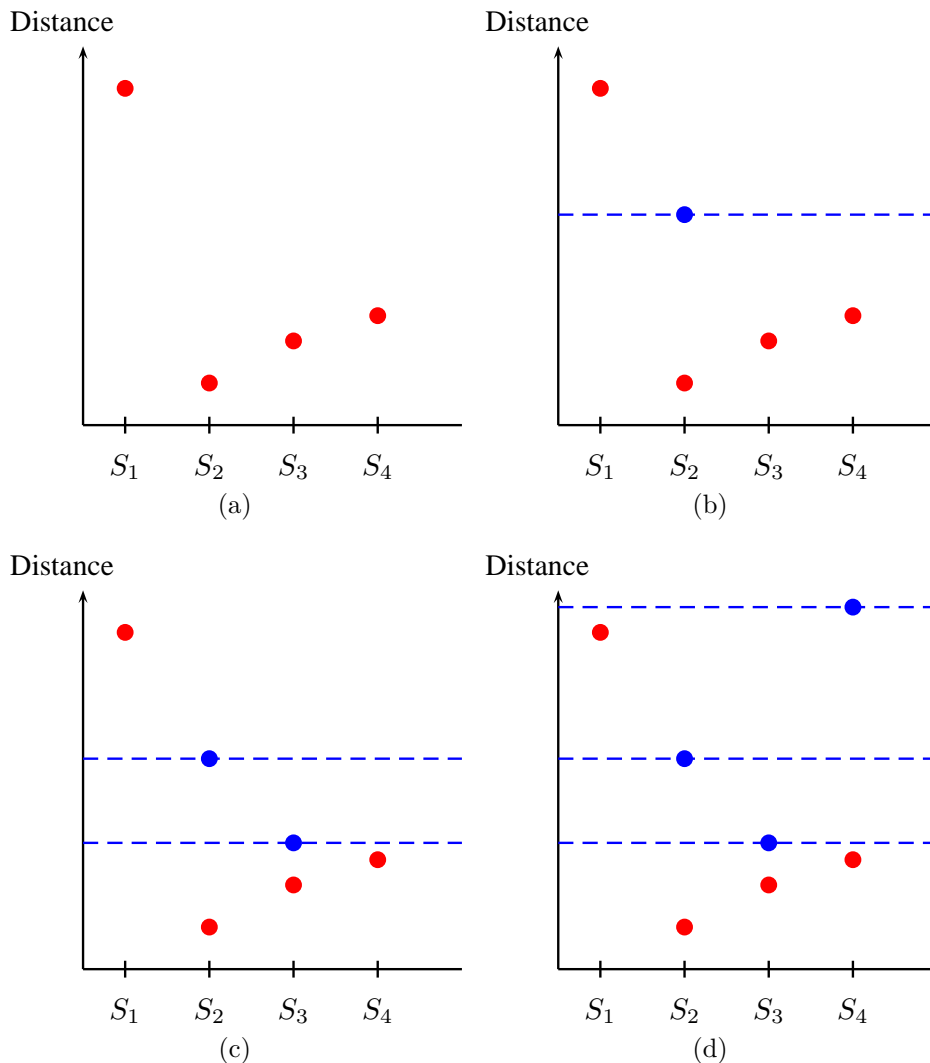 Distance Distance
S₁ S₂ S₃ S₄ S₁ S₂ S₃ S₄
(a) (b)
Distance Distance
S₁ S₂ S₃ S₄ S₁ S₂ S₃ S₄
(c) (d)